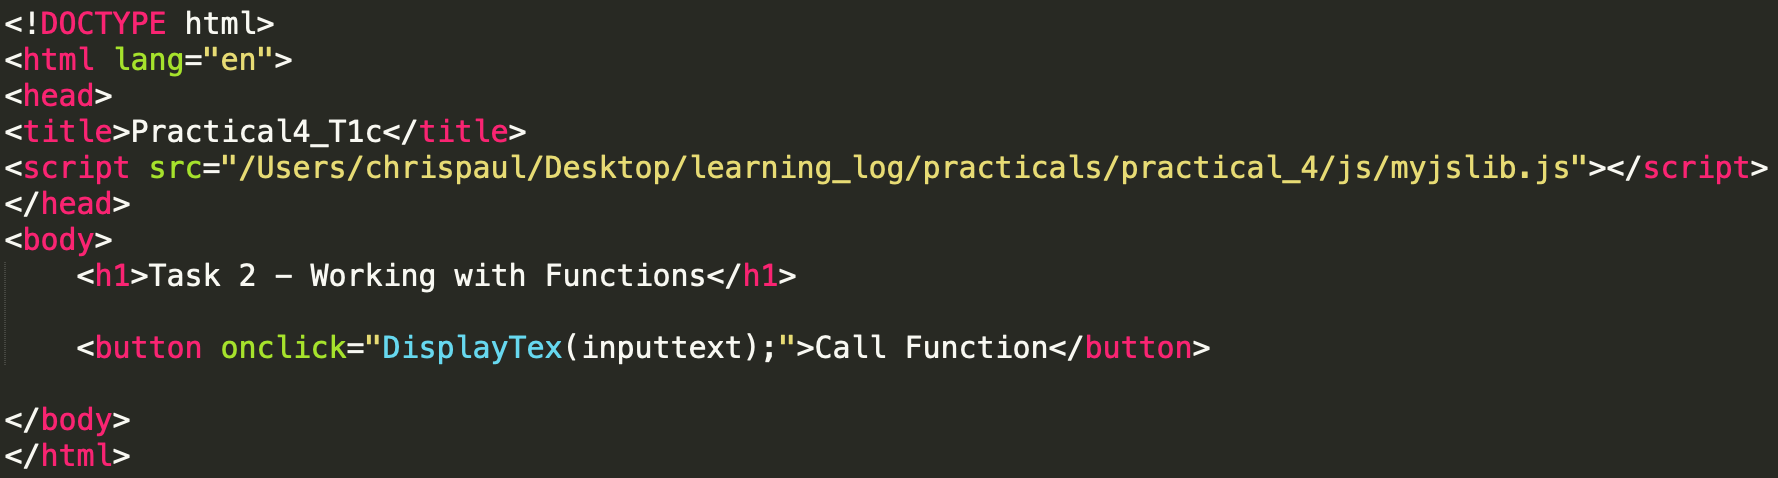 <!DOCTYPE html>
<html lang="en">
<head>
<title>Practical4_T1c</title>
<script src="/Users/chrispaul/Desktop/learning_log/practicals/practical_4/js/myjslib.js"></script>
</head>
<body>
    <h1>Task 2 - Working with Functions</h1>
    <button onclick="DisplayTex(inputtext);">Call Function</button>
</body>
</html>